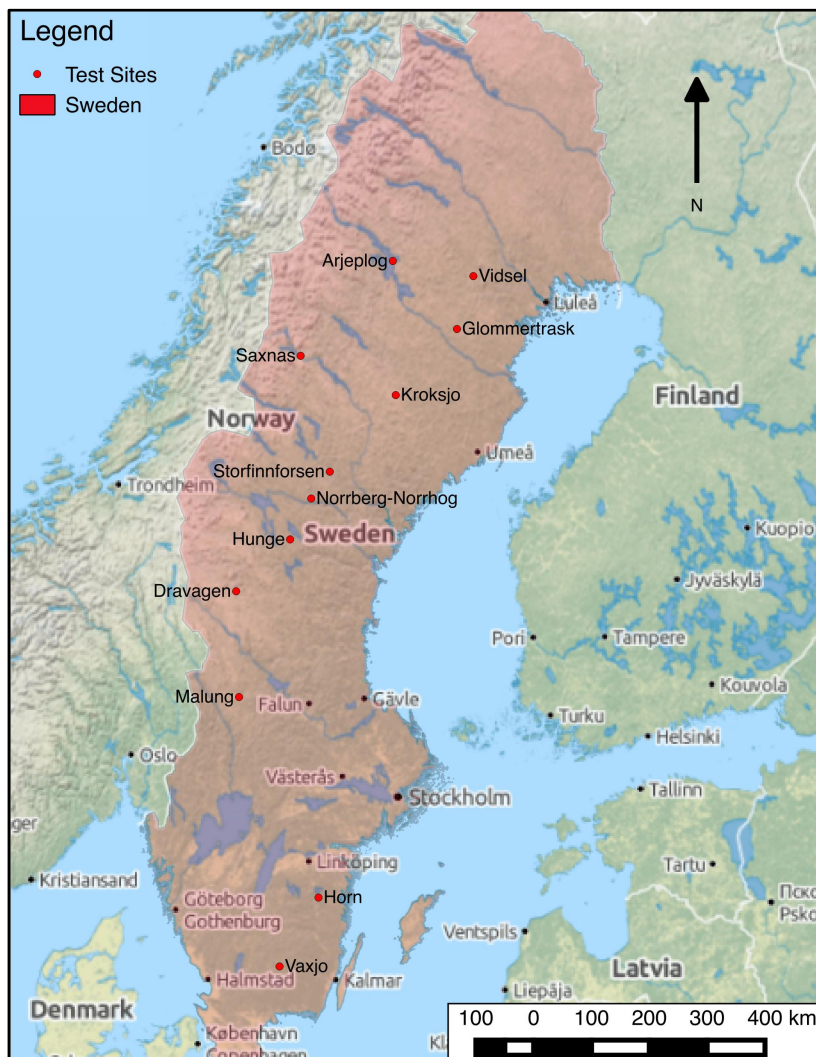 Legend
Test Sites
Sweden
Bodø
N
Arjeplog
Vidsel
Luleå
Glommertrask
Saxnas
Kroksjo
Finland
Norway
Umeå
Storfinnforsen
Trondheim
Norrberg-Norrhog
Kuopio
Sweden
Hunge
Jyväskylä
Dravagen
Pori
Tampere
Malung
Falun
Gävle
Kouvola
Turku
Helsinki
Oslo
Västerås
Tallinn
Stockholm
Linköping
Tartu
Kristiansand
Horn
Göteborg
Gothenburg
Ventspils
Vaxjo
Latvia
Halmstad
Kalmar
Liepāja
Denmark
100 0 100 200 300 400 km
København
Copenhagen